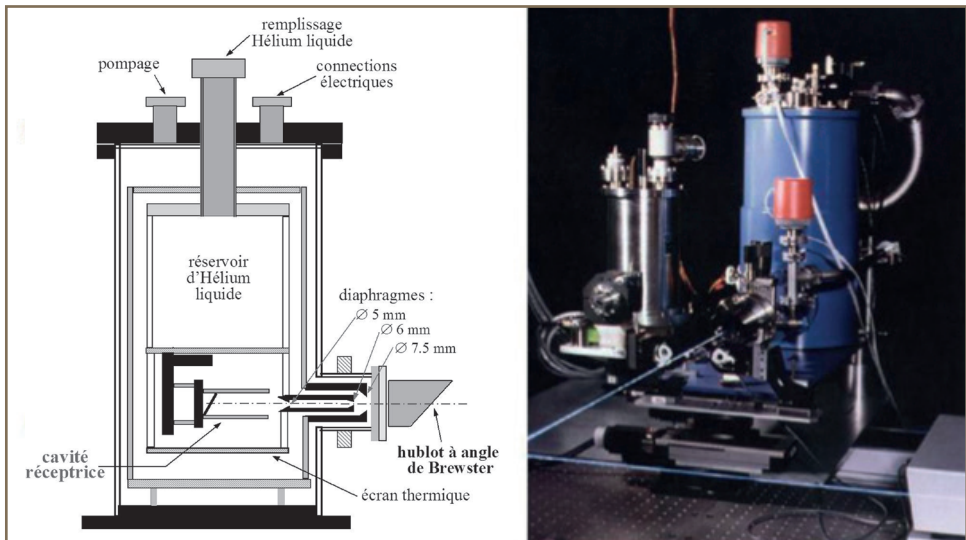 remplissage
Hélium liquide
pompage
connections
électriques
réservoir
d'Hélium
liquide
diaphragmes :
∅ 5 mm
∅ 6 mm
∅ 7.5 mm
hublot à angle
de Brewster
cavité
réceptrice
écran thermique